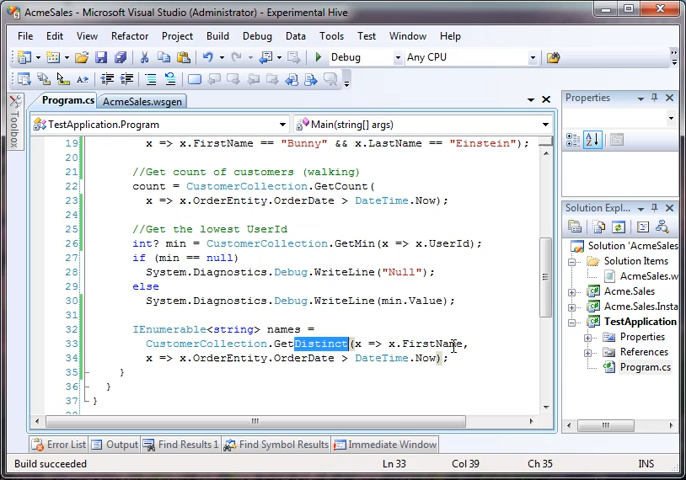 AcmeSales - Microsoft Visual Studio (Administrator) - Experimental Hive
File Edit View Refactor Project Build Debug Data Tools Test Window Help
Debug Any CPU
Program.cs AcmeSales.wsgen
TestApplication.Program Main(string[] args)
19 x => x.FirstName == "Bunny" && x.LastName == "Einstein");
20
21 //Get count of customers (walking)
22 count = CustomerCollection.GetCount(
23 x => x.OrderEntity.OrderDate > DateTime.Now);
24
25 //Get the lowest UserId
26 int? min = CustomerCollection.GetMin(x => x.UserId);
27 if (min == null)
28 System.Diagnostics.Debug.WriteLine("Null");
29 else
30 System.Diagnostics.Debug.WriteLine(min.Value);
31
32 IEnumerable<string> names =
33 CustomerCollection.GetDistinct(x => x.FirstName,
34 x => x.OrderEntity.OrderDate > DateTime.Now);
35 }
36 }
37 }
Toolbox
Properties
Solution Expl...
Solution 'AcmeSa
Solution Items
AcmeSales.w
Acme.Sales
Acme.Sales.Insta
TestApplication
Properties
References
Program.cs
Error List Output Find Results 1 Find Symbol Results Immediate Window
Build succeeded Ln 33 Col 39 Ch 35 INS